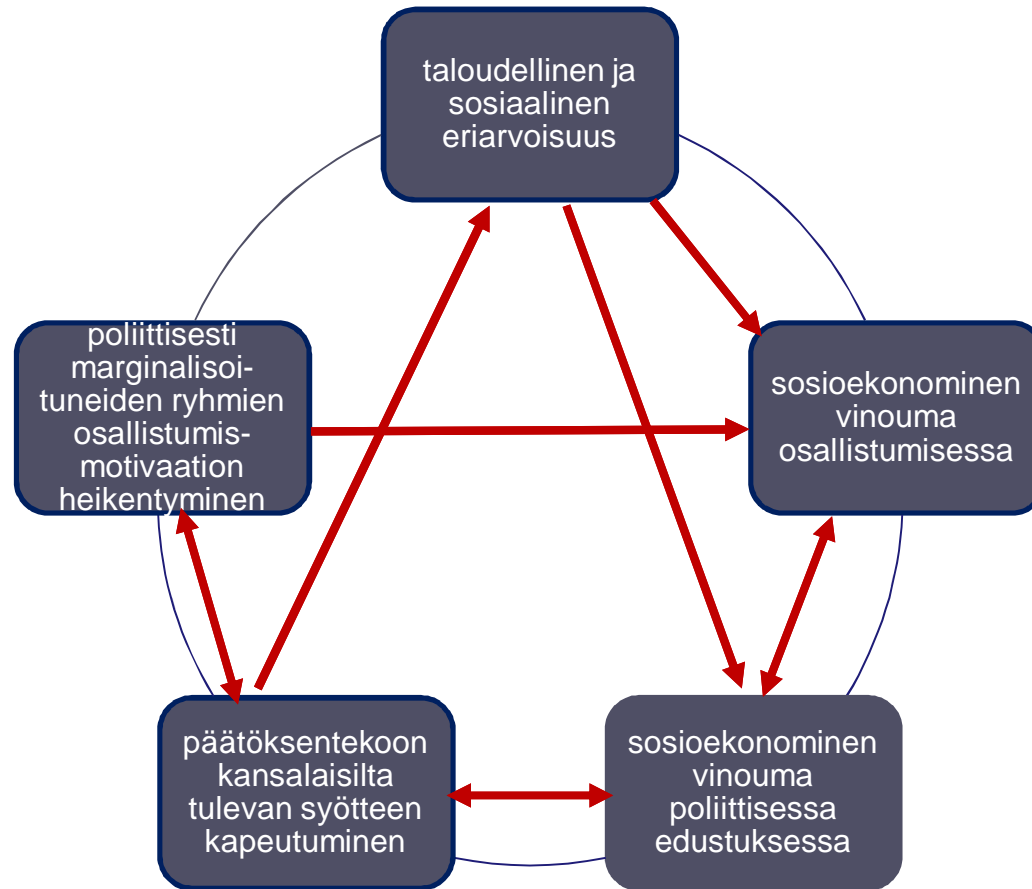 taloudellinen ja
sosiaalinen
eriarvoisuus
poliittisesti
marginalisoi-
tuneiden ryhmien
osallistumis-
motivaation
heikentyminen
sosioekonominen
vinouma
osallistumisessa
päätöksentekoon
kansalaisilta
tulevan syötteen
kapeutuminen
sosioekonominen
vinouma
poliittisessa
edustuksessa